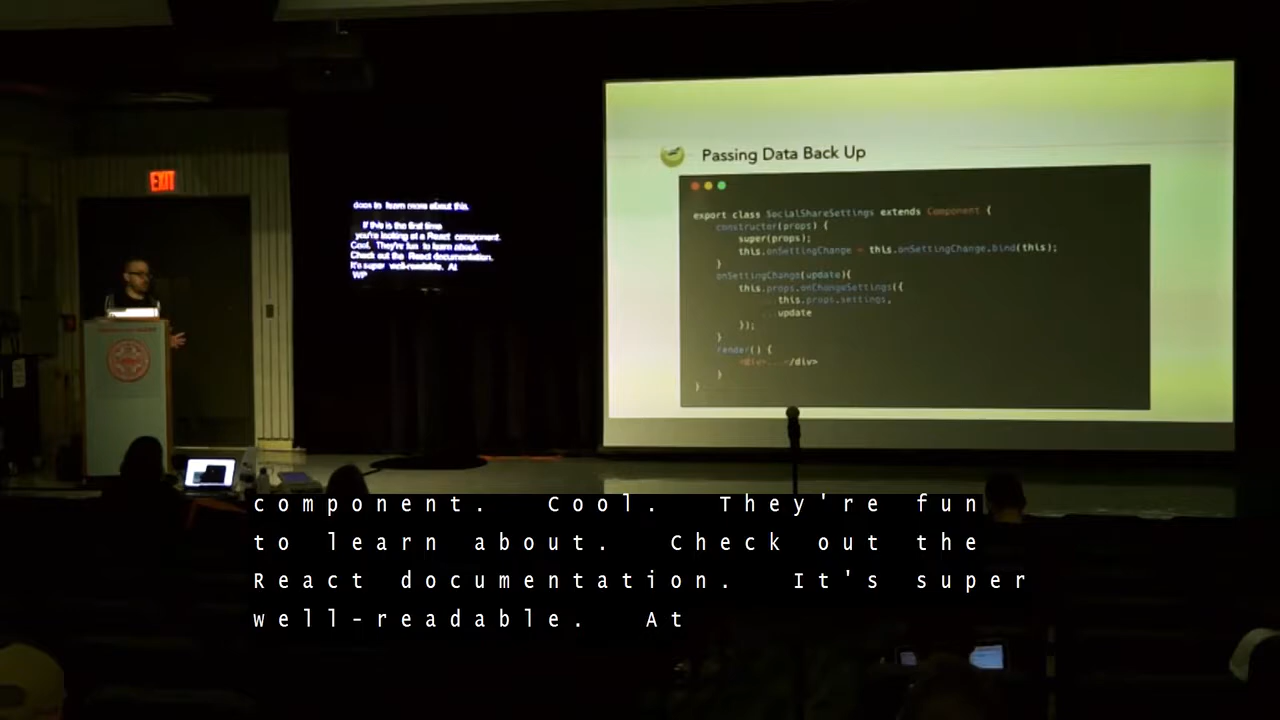 EXIT
docs to learn more about this.
If this is the first time
you're looking at a React component.
Cool. They're fun to learn about.
Check out the React documentation.
It's super well-readable. At
WP
Passing Data Back Up
export class SocialShareSettings extends Component {
constructor(props) {
super(props);
this.onSettingChange = this.onSettingChange.bind(this);
}
onSettingChange(update){
this.props.onChangeSettings({
...this.props.settings,
...update
});
}
render() {
<div>...</div>
}
}
component. Cool. They're fun
to learn about. Check out the
React documentation. It's super
well-readable. At